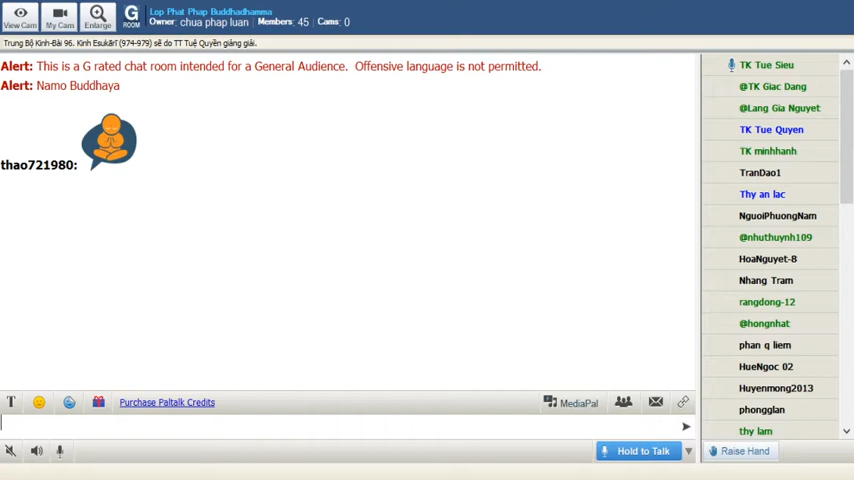 View Cam
My Cam
Enlarge
G
ROOM
Lop Phat Phap Buddhadhamma
Owner: chua phap luan Members: 45 Cams: 0
Trung Bộ Kinh-Bài 96. Kinh Esukārī (974-979) sẽ do TT Tuệ Quyền giảng giải.
Alert: This is a G rated chat room intended for a General Audience. Offensive language is not permitted.
Alert: Namo Buddhaya
thao721980:
TK Tue Sieu
@TK Giac Dang
@Lang Gia Nguyet
TK Tue Quyen
TK minhhanh
TranDao1
Thy an lac
NguoiPhuongNam
@nhuthuynh109
HoaNguyet-8
Nhang Tram
rangdong-12
@hongnhat
phan q liem
HueNgoc 02
Huyenmong2013
phongglan
thy lam
T
Purchase Paltalk Credits
MediaPal
Hold to Talk
Raise Hand